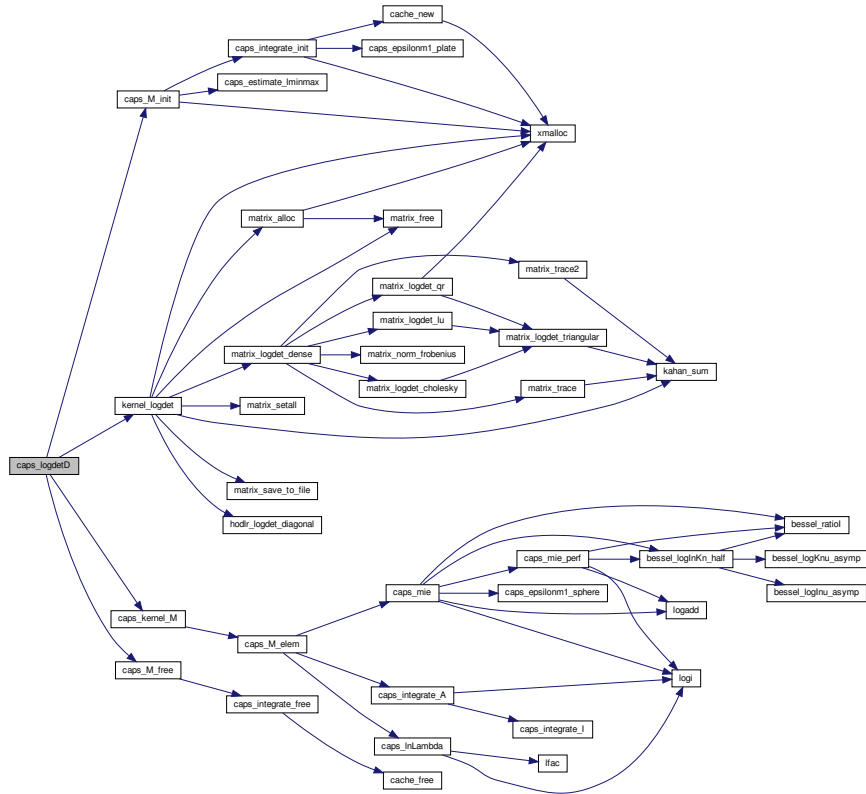 cache_new
caps_integrate_init
caps_epsilonm1_plate
caps_estimate_lminmax
caps_M_init
xmalloc
matrix_alloc
matrix_free
matrix_trace2
matrix_logdet_qr
matrix_logdet_lu
matrix_logdet_triangular
matrix_logdet_dense
matrix_norm_frobenius
kahan_sum
matrix_logdet_cholesky
matrix_trace
kernel_logdet
matrix_setall
caps_logdetD
matrix_save_to_file
hodlr_logdet_diagonal
bessel_ratioI
caps_mie_perf
bessel_logInKn_half
bessel_logKnu_asymp
caps_mie
caps_epsilonm1_sphere
bessel_logInu_asymp
logadd
caps_kernel_M
caps_M_elem
caps_M_free
logi
caps_integrate_A
caps_integrate_free
caps_integrate_I
caps_lnLambda
lfac
cache_free